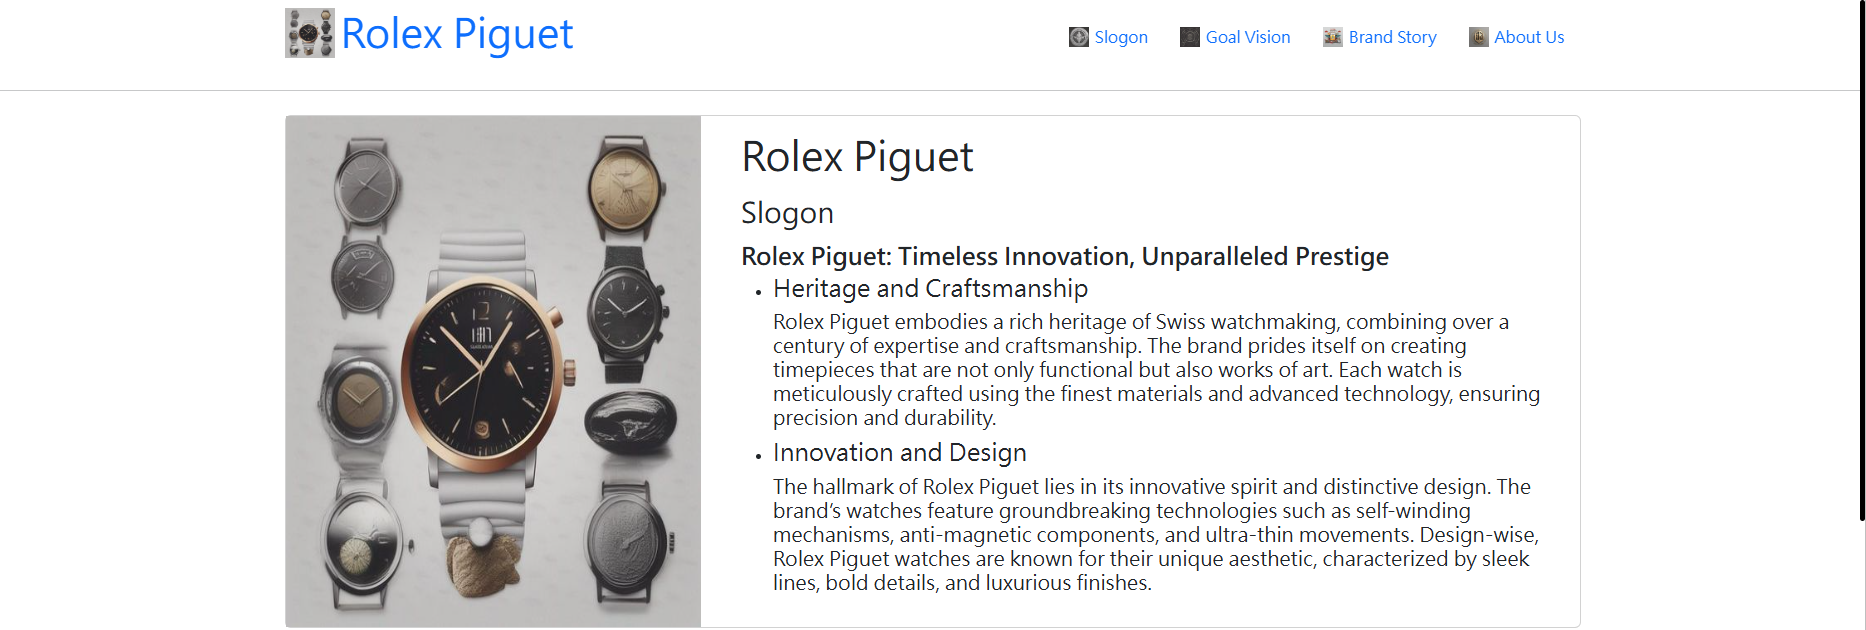 Rolex Piguet
Slogon
Goal Vision
Brand Story
About Us
Rolex Piguet
Slogon
Rolex Piguet: Timeless Innovation, Unparalleled Prestige
Heritage and Craftsmanship
Rolex Piguet embodies a rich heritage of Swiss watchmaking, combining over a
century of expertise and craftsmanship. The brand prides itself on creating
timepieces that are not only functional but also works of art. Each watch is
meticulously crafted using the finest materials and advanced technology, ensuring
precision and durability.
Innovation and Design
The hallmark of Rolex Piguet lies in its innovative spirit and distinctive design. The
brand’s watches feature groundbreaking technologies such as self-winding
mechanisms, anti-magnetic components, and ultra-thin movements. Design-wise,
Rolex Piguet watches are known for their unique aesthetic, characterized by sleek
lines, bold details, and luxurious finishes.